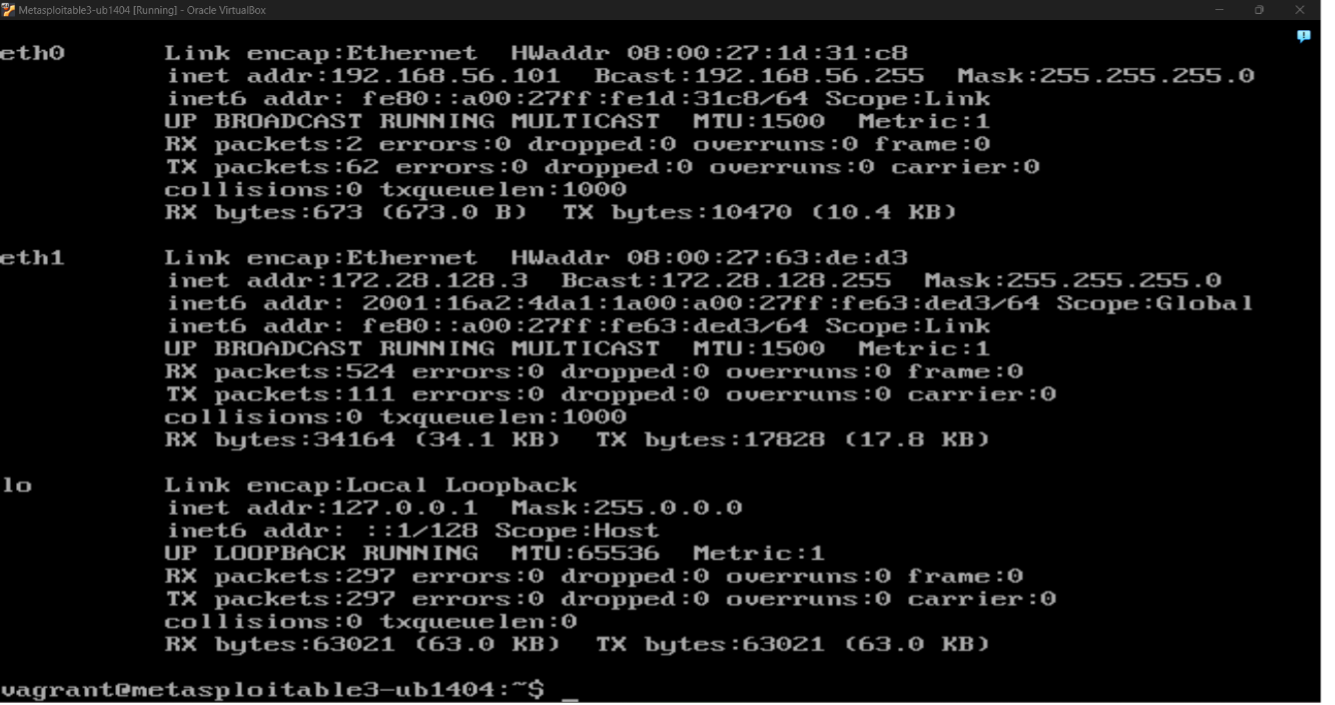 Metasploitable3-ub1404 [Running] - Oracle VirtualBox
eth0 Link encap:Ethernet HWaddr 08:00:27:1d:31:c8
inet addr:192.168.56.101 Bcast:192.168.56.255 Mask:255.255.255.0
inet6 addr: fe80::a00:27ff:fe1d:31c8/64 Scope:Link
UP BROADCAST RUNNING MULTICAST MTU:1500 Metric:1
RX packets:2 errors:0 dropped:0 overruns:0 frame:0
TX packets:62 errors:0 dropped:0 overruns:0 carrier:0
collisions:0 txqueuelen:1000
RX bytes:673 (673.0 B) TX bytes:10470 (10.4 KB)
eth1 Link encap:Ethernet HWaddr 08:00:27:63:de:d3
inet addr:172.28.128.3 Bcast:172.28.128.255 Mask:255.255.255.0
inet6 addr: 2001:16a2:4da1:1a00:a00:27ff:fe63:ded3/64 Scope:Global
inet6 addr: fe80::a00:27ff:fe63:ded3/64 Scope:Link
UP BROADCAST RUNNING MULTICAST MTU:1500 Metric:1
RX packets:524 errors:0 dropped:0 overruns:0 frame:0
TX packets:111 errors:0 dropped:0 overruns:0 carrier:0
collisions:0 txqueuelen:1000
RX bytes:34164 (34.1 KB) TX bytes:17828 (17.8 KB)
lo Link encap:Local Loopback
inet addr:127.0.0.1 Mask:255.0.0.0
inet6 addr: ::1/128 Scope:Host
UP LOOPBACK RUNNING MTU:65536 Metric:1
RX packets:297 errors:0 dropped:0 overruns:0 frame:0
TX packets:297 errors:0 dropped:0 overruns:0 carrier:0
collisions:0 txqueuelen:0
RX bytes:63021 (63.0 KB) TX bytes:63021 (63.0 KB)
vagrant@metasploitable3-ub1404:~$ _